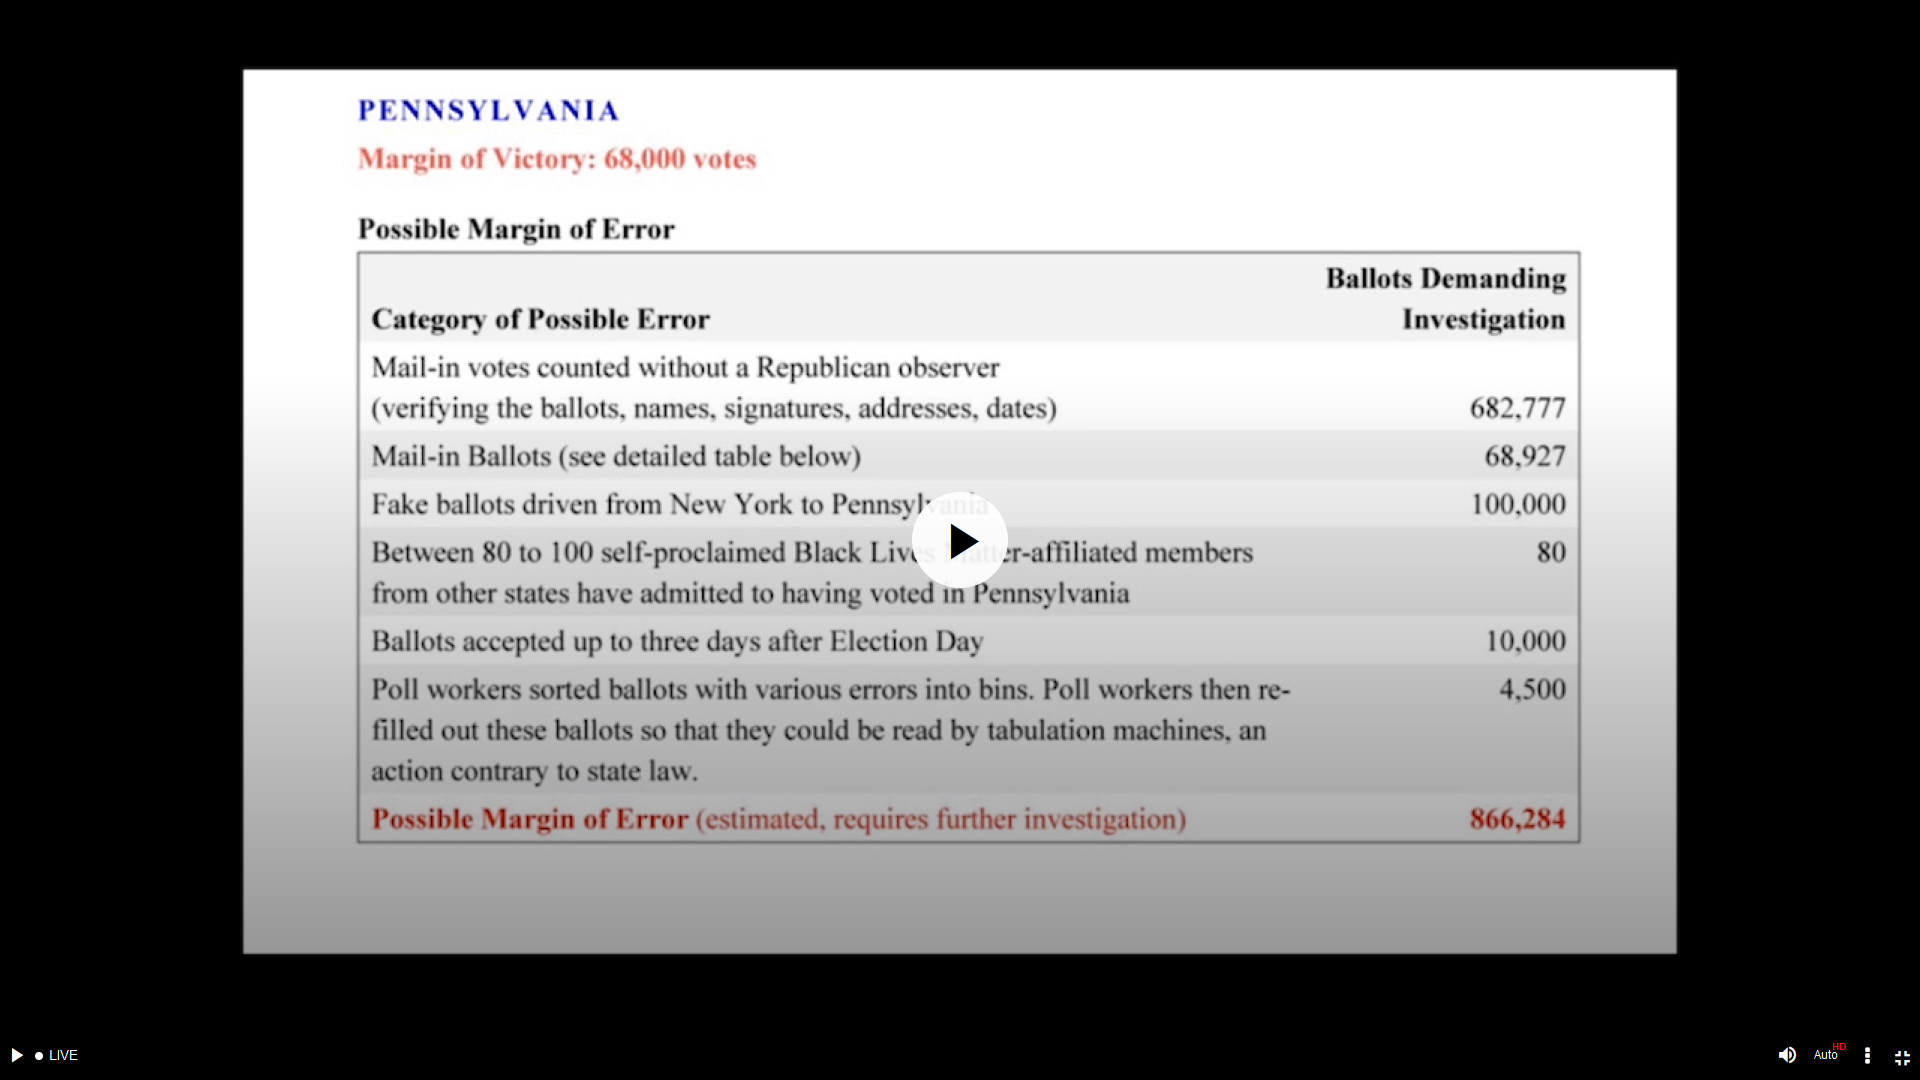 PENNSYLVANIA
Margin of Victory: 68,000 votes
Possible Margin of Error
Ballots Demanding
Category of Possible Error Investigation
Mail-in votes counted without a Republican observer
(verifying the ballots, names, signatures, addresses, dates) 682,777
Mail-in Ballots (see detailed table below) 68,927
Fake ballots driven from New York to Pennsylvania 100,000
Between 80 to 100 self-proclaimed Black Lives Matter-affiliated members 80
from other states have admitted to having voted in Pennsylvania
Ballots accepted up to three days after Election Day 10,000
Poll workers sorted ballots with various errors into bins. Poll workers then re- 4,500
filled out these ballots so that they could be read by tabulation machines, an
action contrary to state law.
Possible Margin of Error (estimated, requires further investigation) 866,284
LIVE
Auto HD